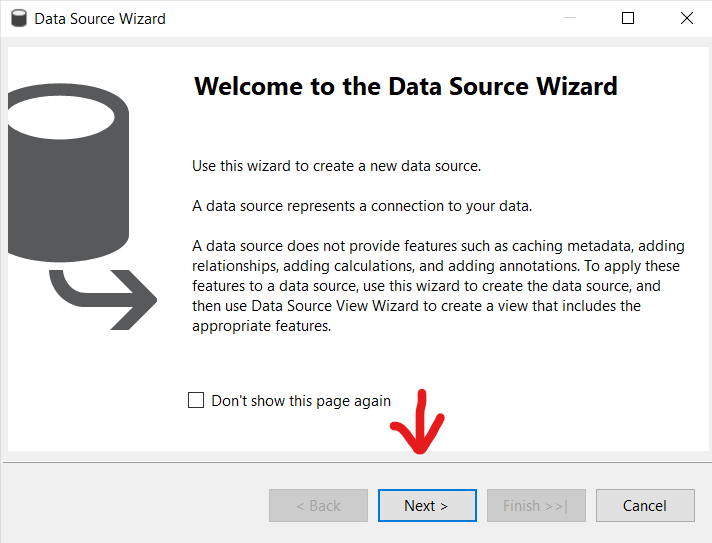 Data Source Wizard
Welcome to the Data Source Wizard
Use this wizard to create a new data source.
A data source represents a connection to your data.
A data source does not provide features such as caching metadata, adding
relationships, adding calculations, and adding annotations. To apply these
features to a data source, use this wizard to create the data source, and
then use Data Source View Wizard to create a view that includes the
appropriate features.
Don't show this page again
< Back Next > Finish >>| Cancel